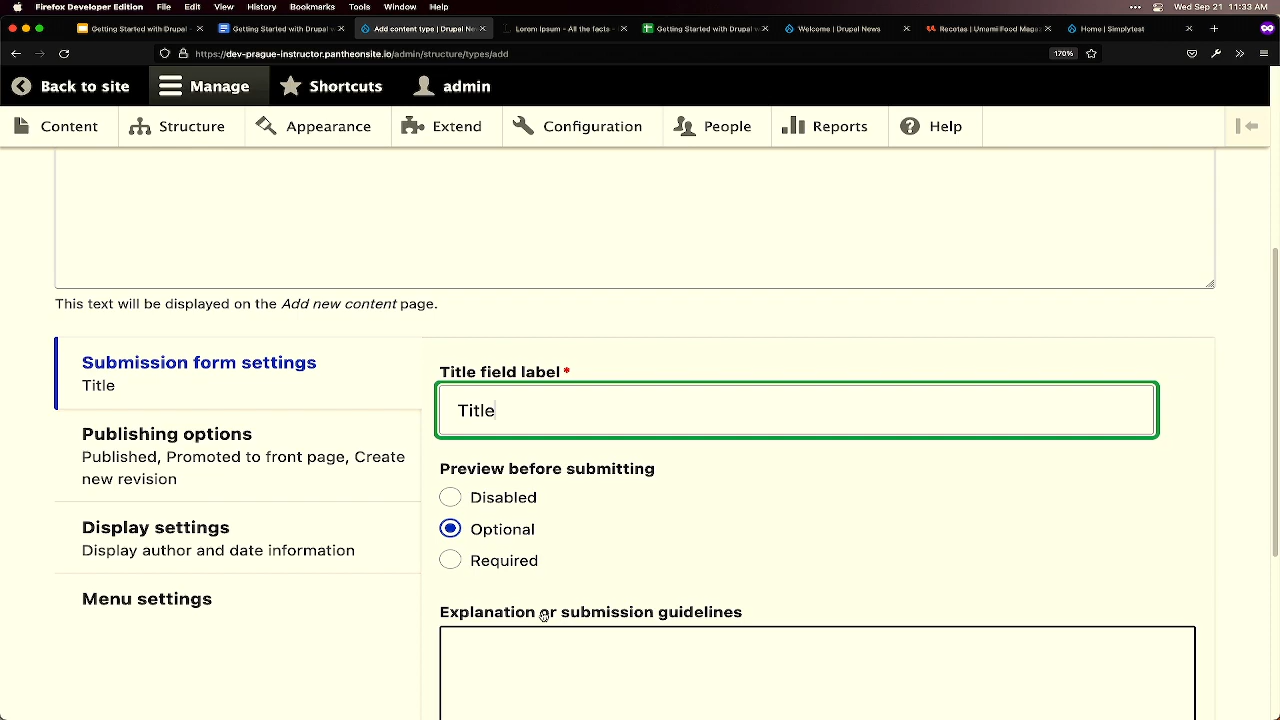 Firefox Developer Edition File Edit View History Bookmarks Tools Window Help Wed Sep 21 11:33 AM
Getting Started with Drupal - Getting Started with Drupal w Add content type | Drupal Ne Lorem Ipsum - All the facts - Getting Started with Drupal w Welcome | Drupal News Recetas | Umami Food Maga Home | Simplytest
https://dev-prague-instructor.pantheonsite.io/admin/structure/types/add 170%
Back to site Manage Shortcuts admin
Content Structure Appearance Extend Configuration People Reports Help
This text will be displayed on the Add new content page.
Submission form settings
Title
Publishing options
Published, Promoted to front page, Create
new revision
Display settings
Display author and date information
Menu settings
Title field label *
Title
Preview before submitting
Disabled
Optional
Required
Explanation or submission guidelines